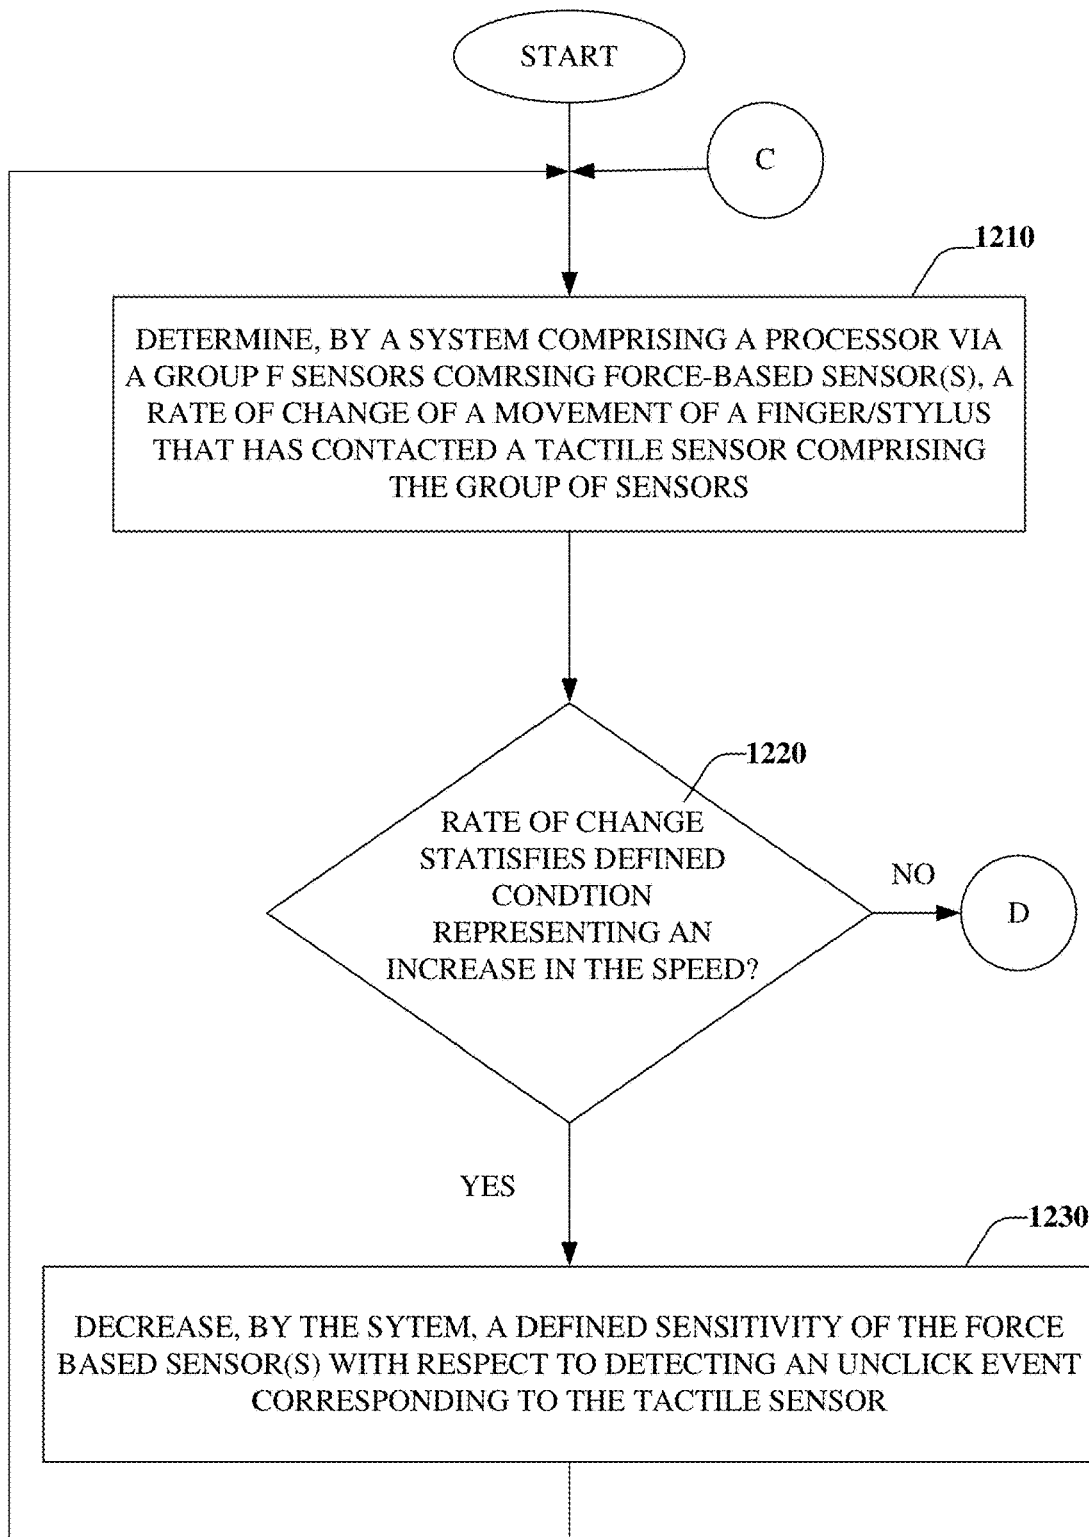 START
C
1210
DETERMINE, BY A SYSTEM COMPRISING A PROCESSOR VIA
A GROUP F SENSORS COMRSING FORCE-BASED SENSOR(S), A
RATE OF CHANGE OF A MOVEMENT OF A FINGER/STYLUS
THAT HAS CONTACTED A TACTILE SENSOR COMPRISING
THE GROUP OF SENSORS
1220
RATE OF CHANGE
STATISFIES DEFINED
CONDTION
REPRESENTING AN
INCREASE IN THE SPEED?
NO
D
YES
1230
DECREASE, BY THE SYTEM, A DEFINED SENSITIVITY OF THE FORCE
BASED SENSOR(S) WITH RESPECT TO DETECTING AN UNCLICK EVENT
CORRESPONDING TO THE TACTILE SENSOR